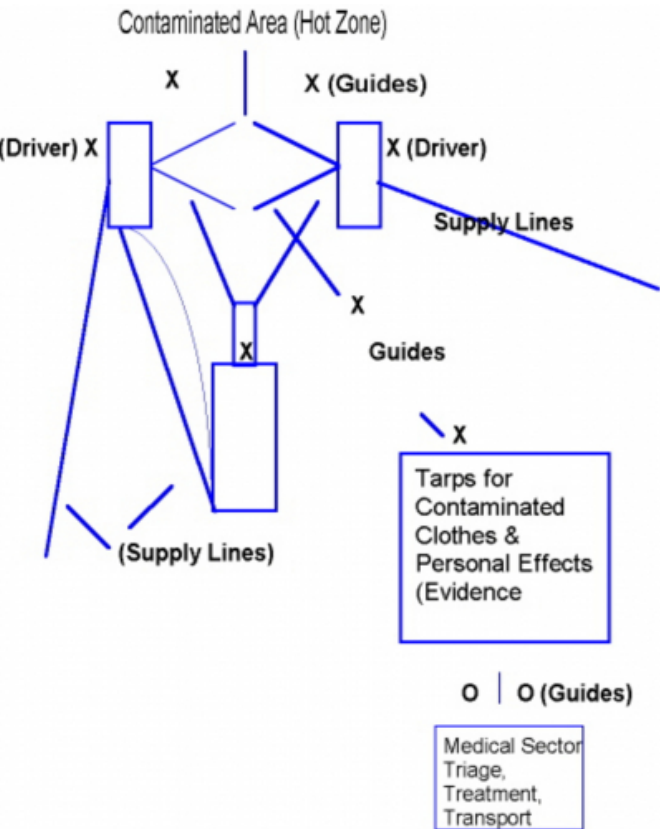 Contaminated Area (Hot Zone)
X
X (Guides)
(Driver) X
X (Driver)
Supply Lines
X
Guides
X
X
Tarps for
Contaminated
Clothes &
Personal Effects
(Evidence
(Supply Lines)
O
O (Guides)
Medical Sector
Triage,
Treatment,
Transport